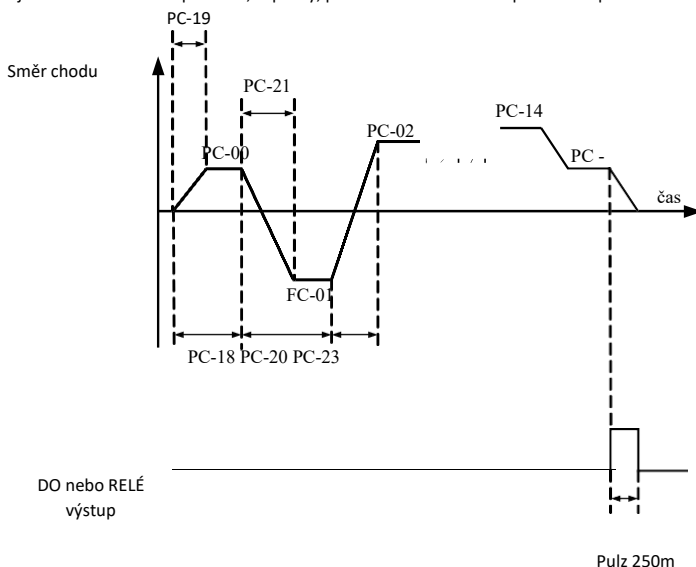 PC-19
Směr chodu
PC-21
PC-14
PC-02
PC-00
PC -
čas
FC-01
PC-18 PC-20 PC-23
DO nebo RELÉ
výstup
Pulz 250m